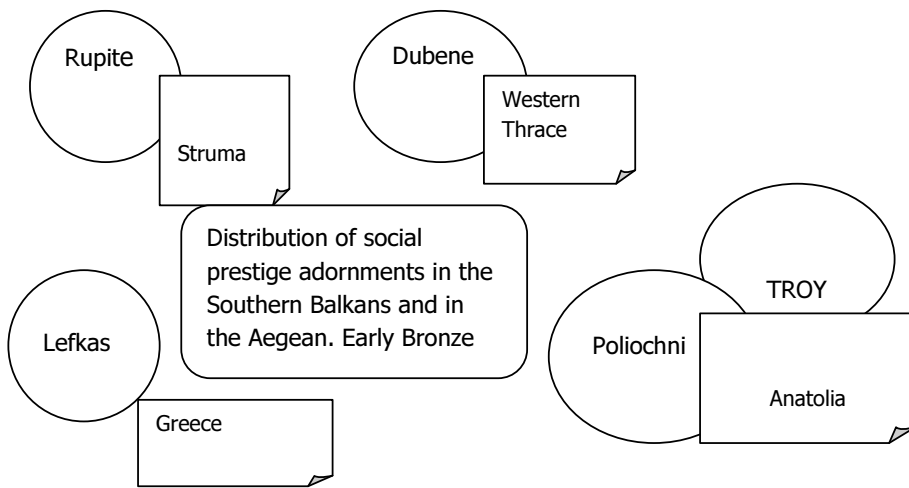 Rupite
Struma
Dubene
Western
Thrace
Distribution of social
prestige adornments in the
Southern Balkans and in
the Aegean. Early Bronze
TROY
Poliochni
Anatolia
Lefkas
Greece